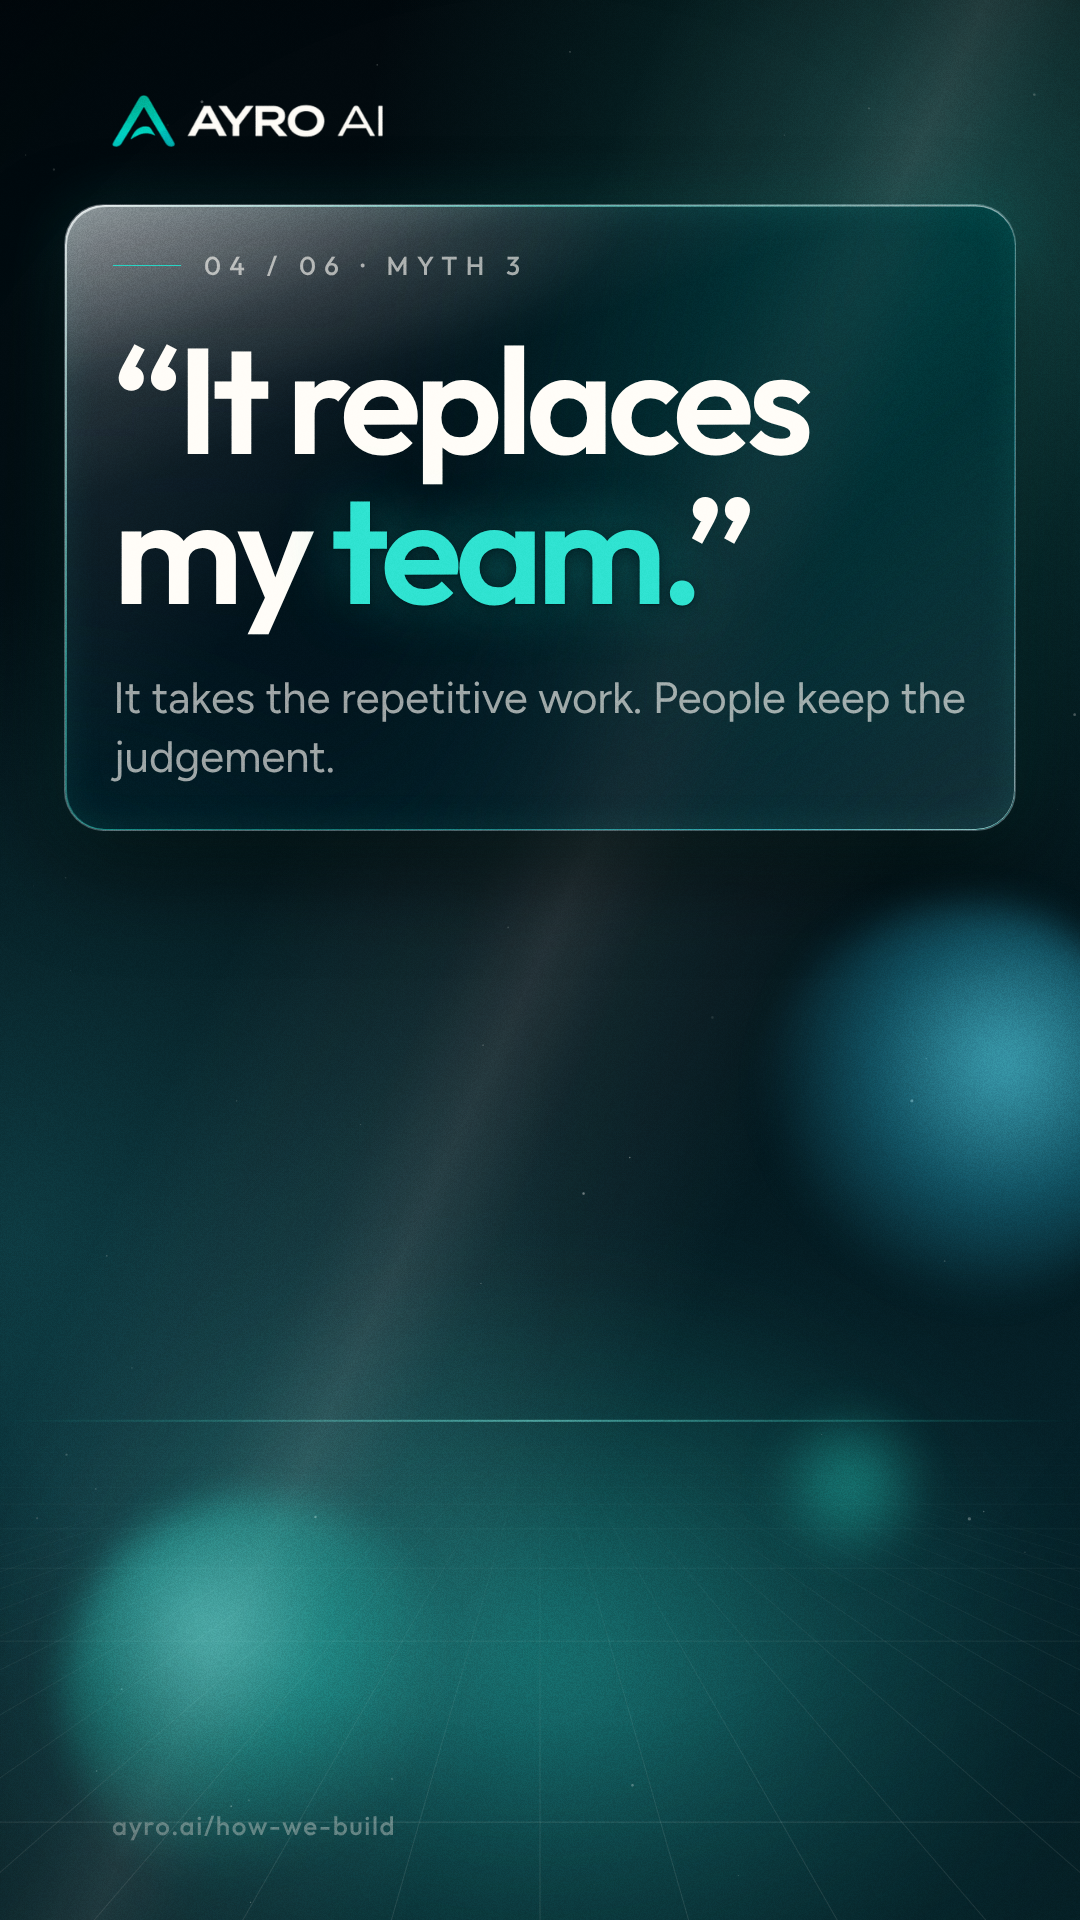 AYRO AI
04 / 06 · MYTH 3
“It replaces
my team.”
It takes the repetitive work. People keep the
judgement.
ayro.ai/how-we-build